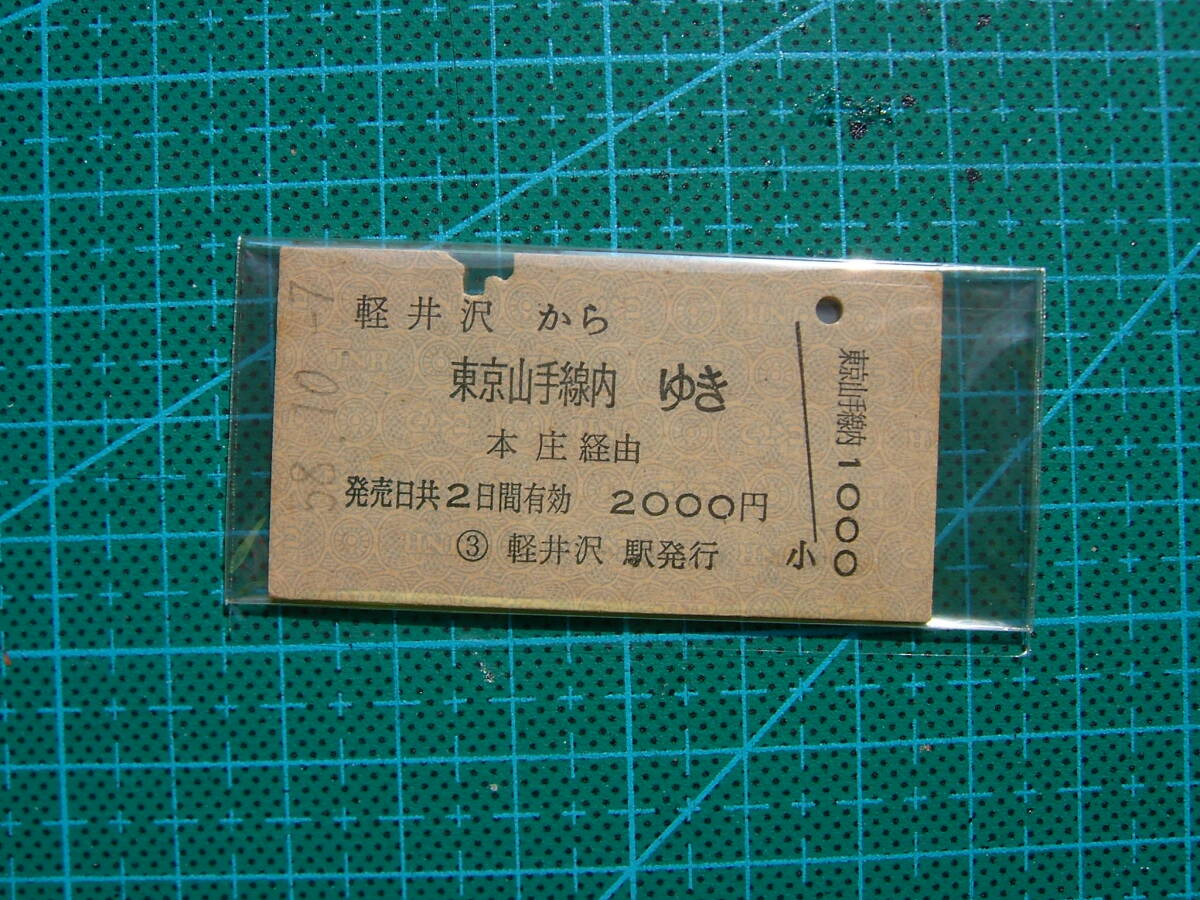 58.10.-7
軽井沢 から
東京山手線内 ゆき
本庄経由
発売日共2日間有効 2000円
③ 軽井沢 駅発行
小
東京山手線内 1000